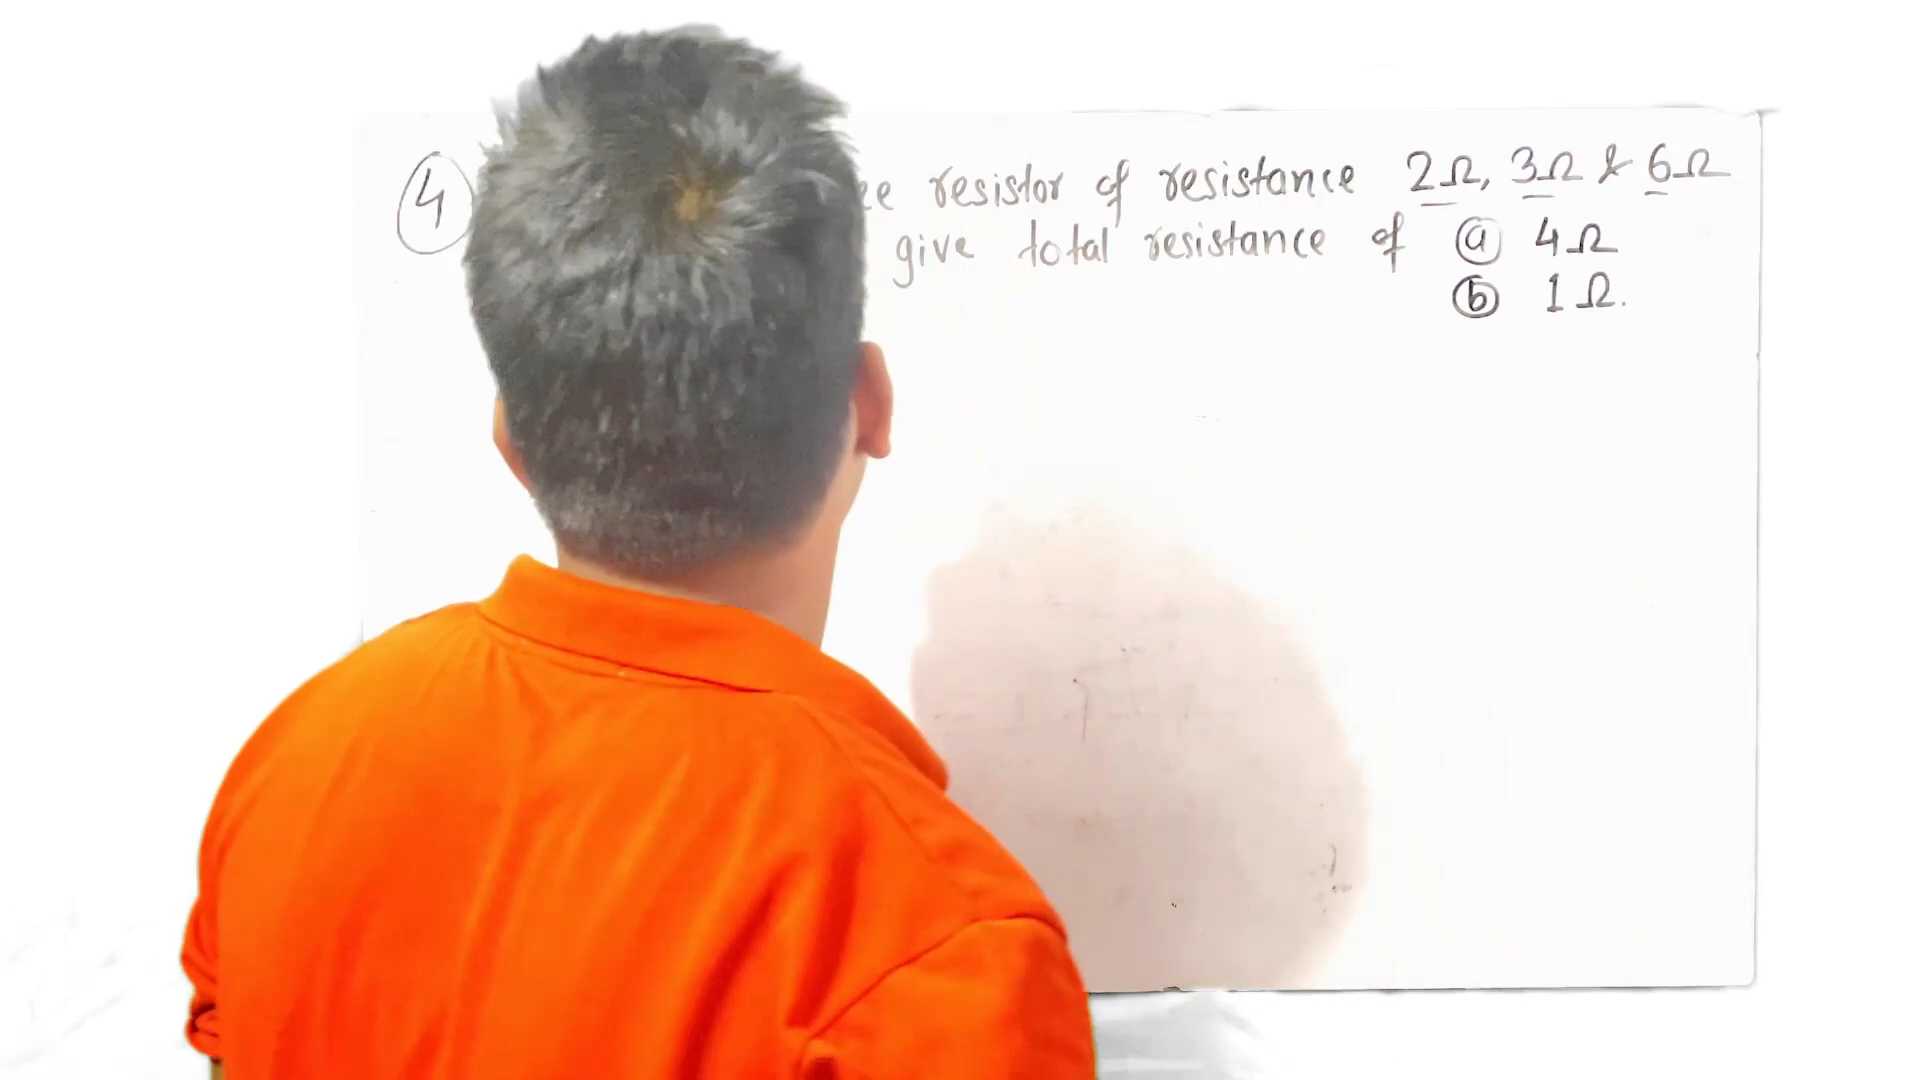 4 resistor of resistance 2Ω, 3Ω & 6Ω
give total resistance of ⓐ 4Ω
ⓑ 1Ω.